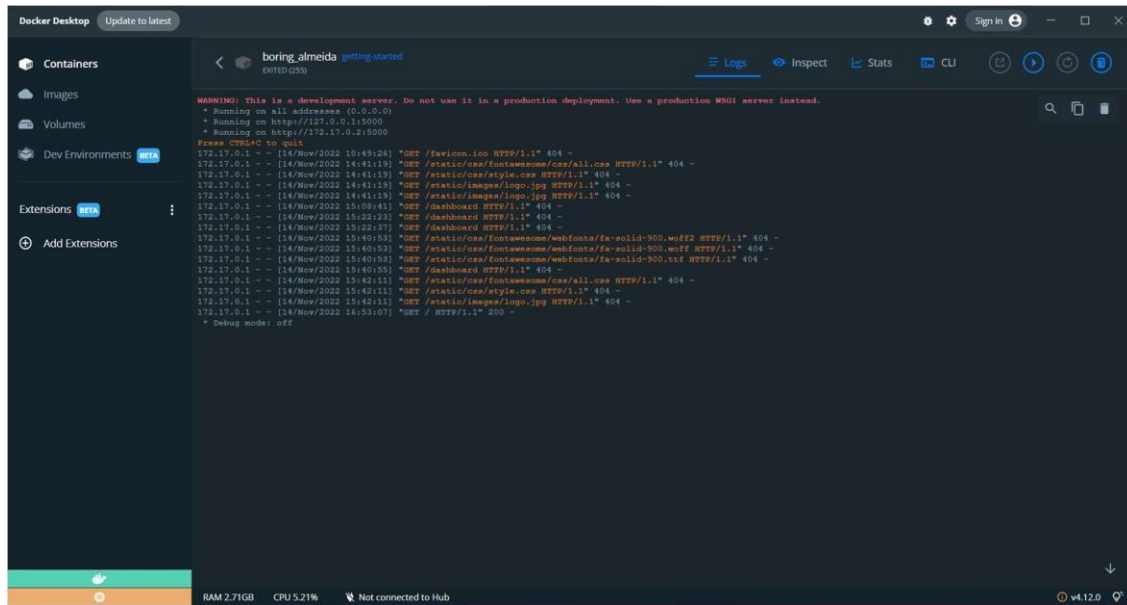 Docker Desktop Update to latest
Sign in
Containers
Images
Volumes
Dev Environments BETA
Extensions BETA
Add Extensions
boring_almeida getting-started
EXITED (255)
Logs Inspect Stats CLI
WARNING: This is a development server. Do not use it in a production deployment. Use a production WSGI server instead.
* Running on all addresses (0.0.0.0)
* Running on http://127.0.0.1:5000
* Running on http://172.17.0.2:5000
Press CTRL+C to quit
172.17.0.1 - - [14/Nov/2022 10:49:26] "GET /favicon.ico HTTP/1.1" 404 -
172.17.0.1 - - [14/Nov/2022 14:41:19] "GET /static/css/fontawesome/css/all.css HTTP/1.1" 404 -
172.17.0.1 - - [14/Nov/2022 14:41:19] "GET /static/css/style.css HTTP/1.1" 404 -
172.17.0.1 - - [14/Nov/2022 14:41:19] "GET /static/images/logo.jpg HTTP/1.1" 404 -
172.17.0.1 - - [14/Nov/2022 14:41:19] "GET /static/images/logo.jpg HTTP/1.1" 404 -
172.17.0.1 - - [14/Nov/2022 15:08:41] "GET /dashboard HTTP/1.1" 404 -
172.17.0.1 - - [14/Nov/2022 15:22:23] "GET /dashboard HTTP/1.1" 404 -
172.17.0.1 - - [14/Nov/2022 15:22:37] "GET /dashboard HTTP/1.1" 404 -
172.17.0.1 - - [14/Nov/2022 15:40:53] "GET /static/css/fontawesome/webfonts/fa-solid-900.woff2 HTTP/1.1" 404 -
172.17.0.1 - - [14/Nov/2022 15:40:53] "GET /static/css/fontawesome/webfonts/fa-solid-900.woff HTTP/1.1" 404 -
172.17.0.1 - - [14/Nov/2022 15:40:53] "GET /static/css/fontawesome/webfonts/fa-solid-900.ttf HTTP/1.1" 404 -
172.17.0.1 - - [14/Nov/2022 15:40:55] "GET /dashboard HTTP/1.1" 404 -
172.17.0.1 - - [14/Nov/2022 15:42:11] "GET /static/css/fontawesome/css/all.css HTTP/1.1" 404 -
172.17.0.1 - - [14/Nov/2022 15:42:11] "GET /static/css/style.css HTTP/1.1" 404 -
172.17.0.1 - - [14/Nov/2022 15:42:11] "GET /static/images/logo.jpg HTTP/1.1" 404 -
172.17.0.1 - - [14/Nov/2022 16:53:07] "GET / HTTP/1.1" 200 -
* Debug mode: off
RAM 2.71GB CPU 5.21% Not connected to Hub
v4.12.0